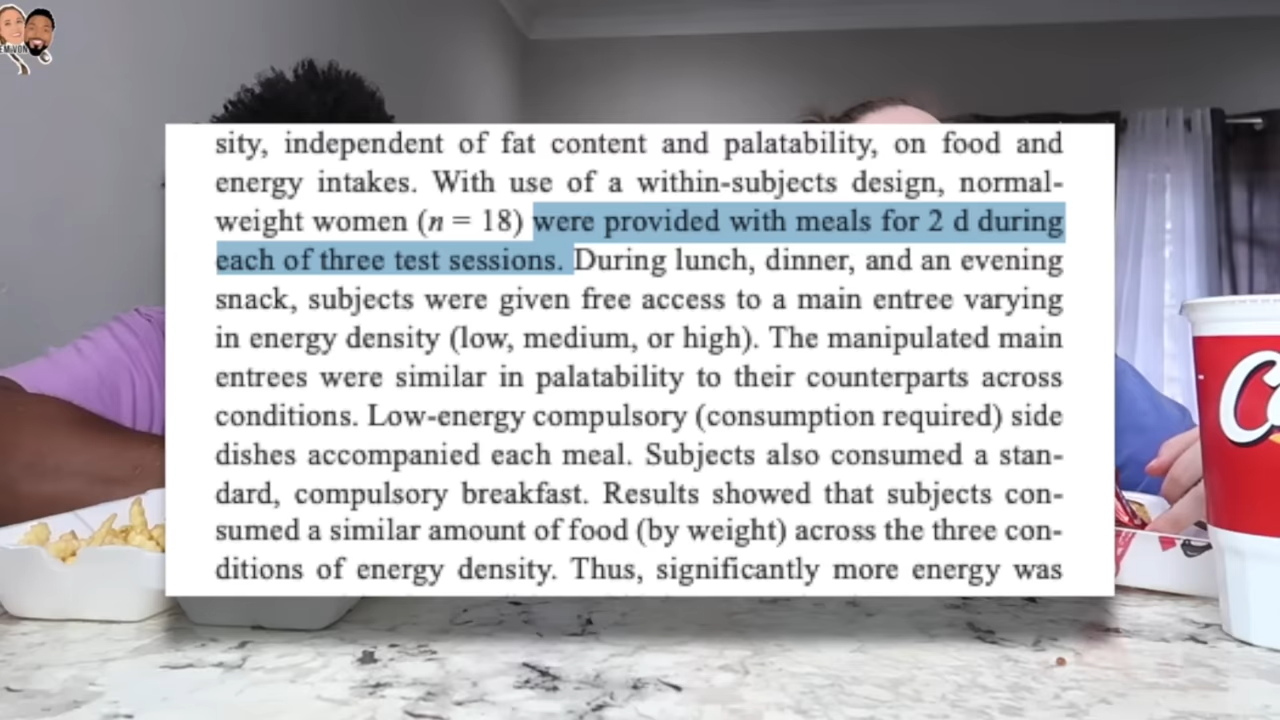 EMIVON
sity, independent of fat content and palatability, on food and
energy intakes. With use of a within-subjects design, normal-
weight women (n = 18) were provided with meals for 2 d during
each of three test sessions. During lunch, dinner, and an evening
snack, subjects were given free access to a main entree varying
in energy density (low, medium, or high). The manipulated main
entrees were similar in palatability to their counterparts across
conditions. Low-energy compulsory (consumption required) side
dishes accompanied each meal. Subjects also consumed a stan-
dard, compulsory breakfast. Results showed that subjects con-
sumed a similar amount of food (by weight) across the three con-
ditions of energy density. Thus, significantly more energy was